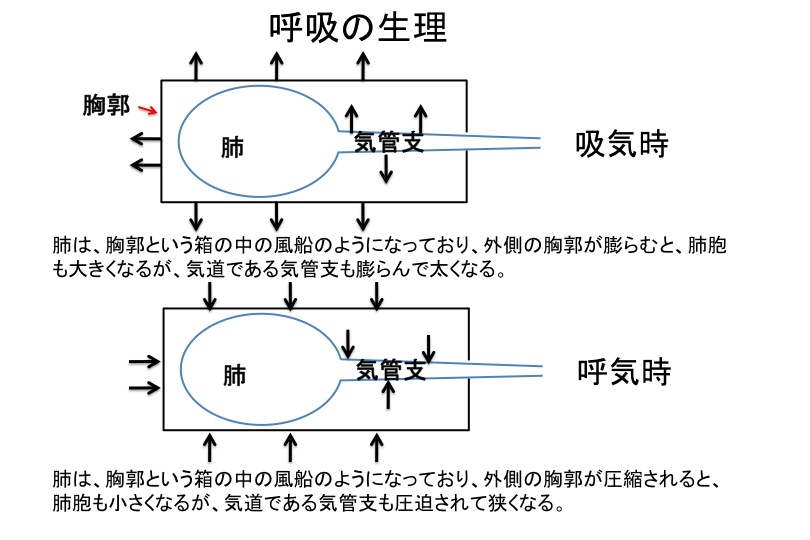 呼吸の生理
胸郭
肺
気管支
吸気時
肺は、胸郭という箱の中の風船のようになっており、外側の胸郭が膨らむと、肺胞
も大きくなるが、気道である気管支も膨らんで太くなる。
肺
気管支
呼気時
肺は、胸郭という箱の中の風船のようになっており、外側の胸郭が圧縮されると、
肺胞も小さくなるが、気道である気管支も圧迫されて狭くなる。